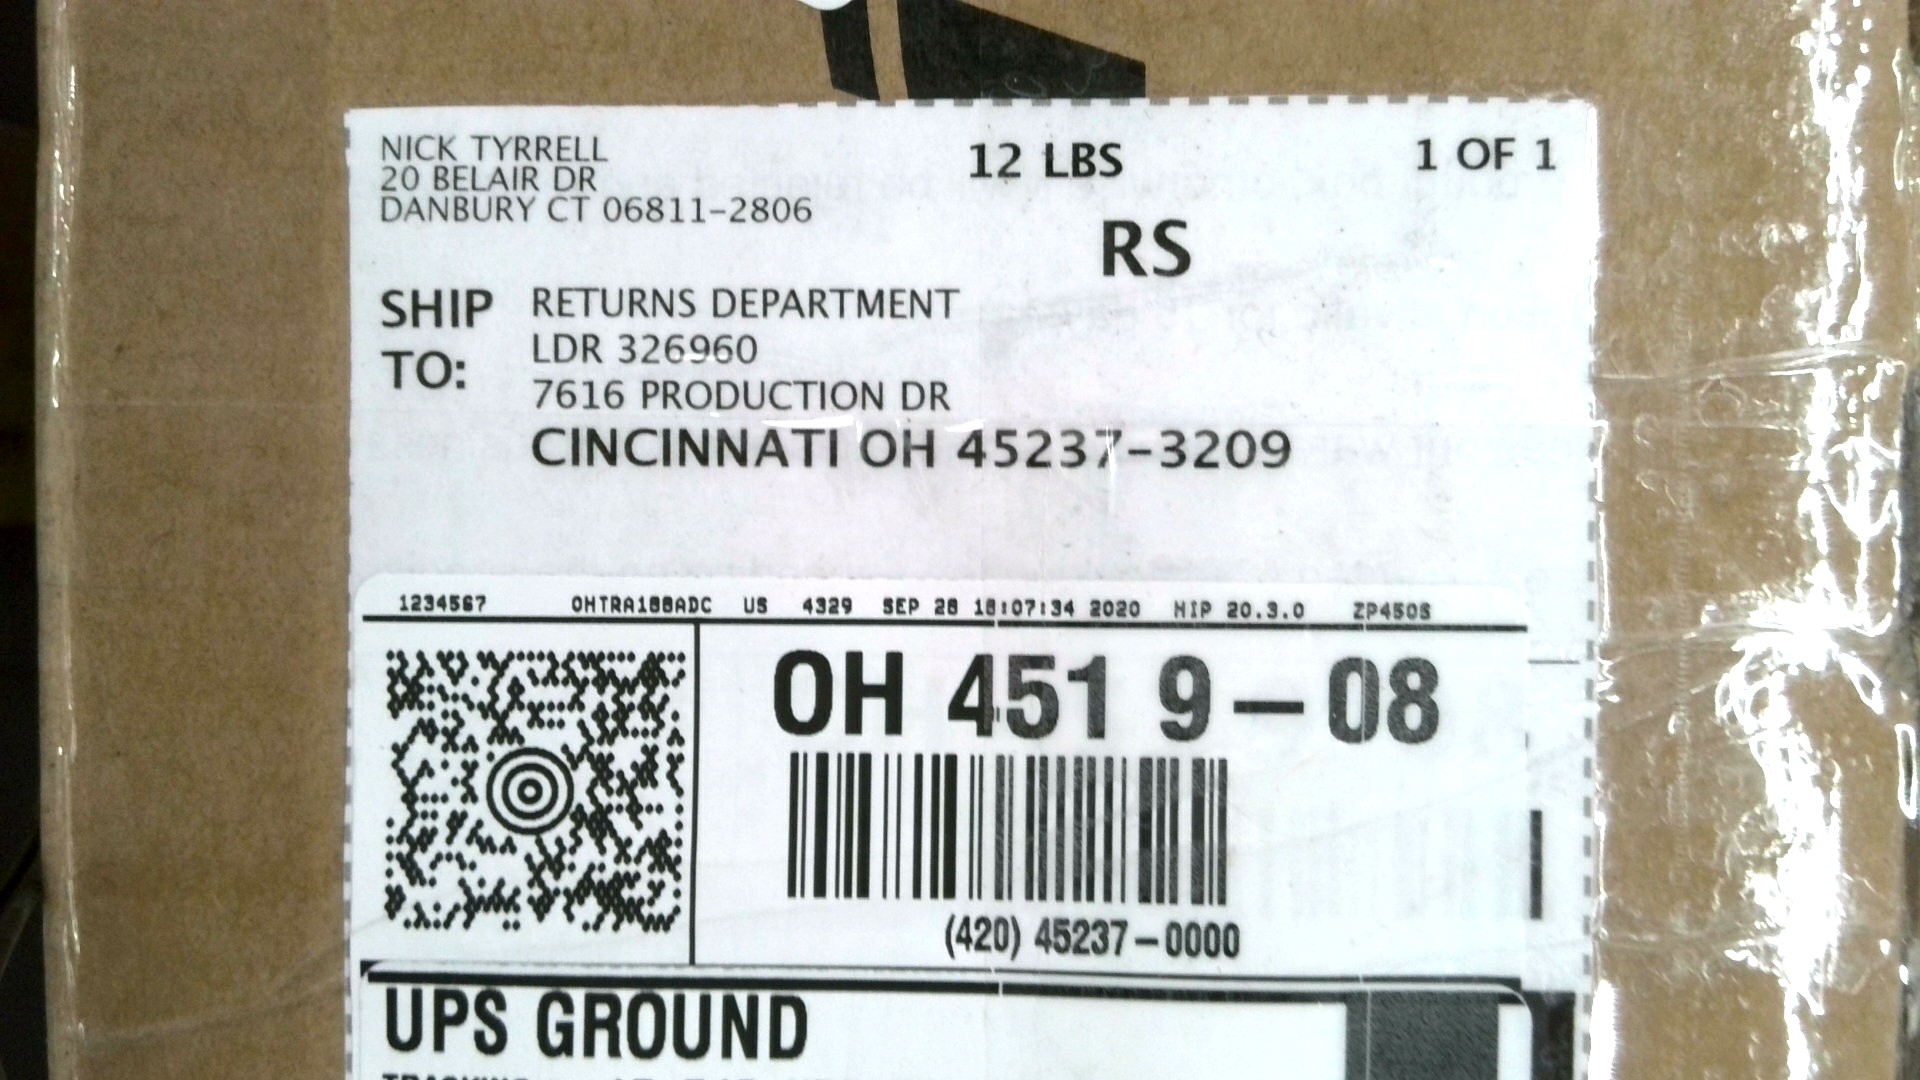 NICK TYRRELL
20 BELAIR DR
DANBURY CT 06811-2806
12 LBS
1 OF 1
RS
SHIP TO:
RETURNS DEPARTMENT
LDR 326960
7616 PRODUCTION DR
CINCINNATI OH 45237-3209
1234567 US 4329 SEP 28 18:07:34 2020 HIP 20.3.0 ZP450S
OH 451 9-08
(420) 45237-0000
UPS GROUND